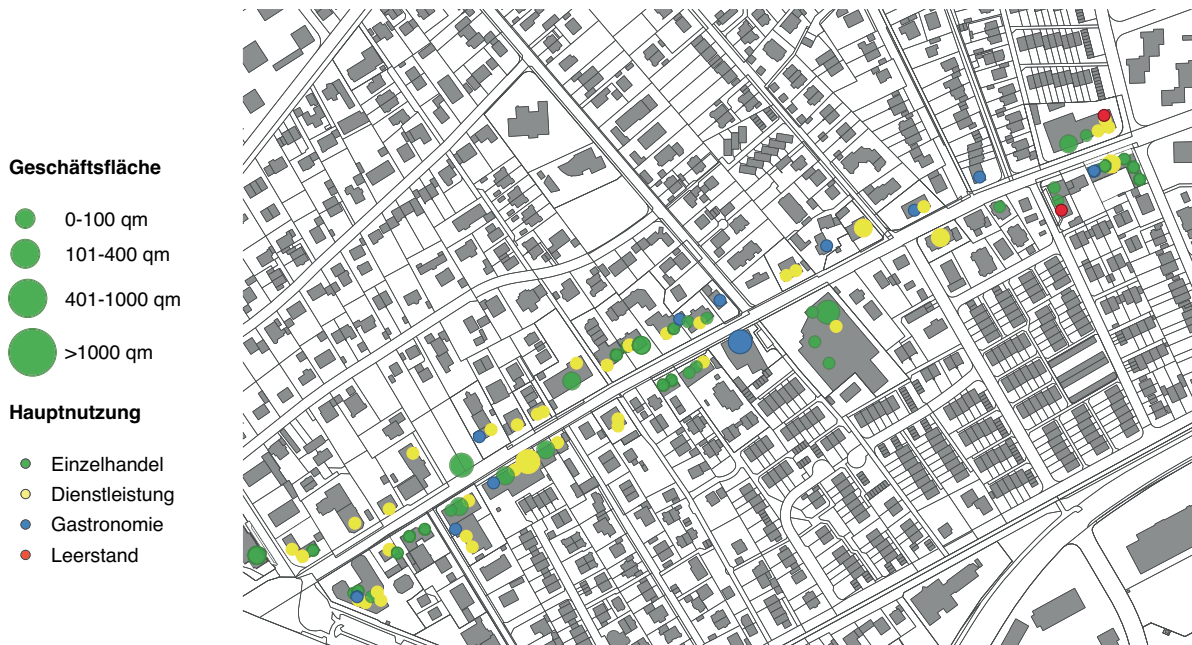 Geschäftsfläche
0-100 qm
101-400 qm
401-1000 qm
>1000 qm
Hauptnutzung
Einzelhandel
Dienstleistung
Gastronomie
Leerstand